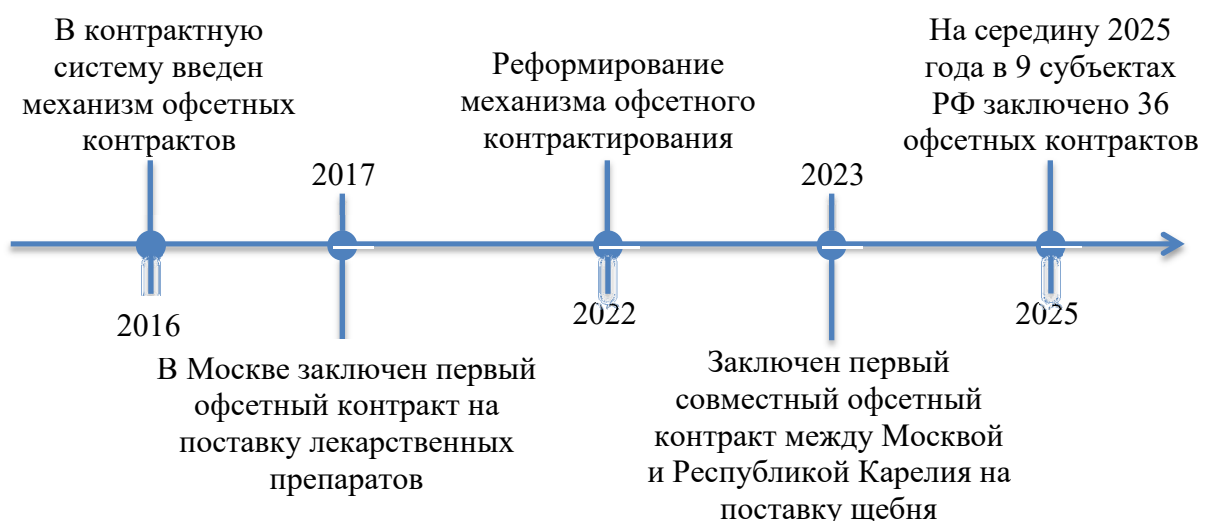 В контрактную
систему введен
механизм офсетных
контрактов
2016
2017
В Москве заключен первый
офсетный контракт на
поставку лекарственных
препаратов
Реформирование
механизма офсетного
контрактирования
2022
2023
Заключен первый
совместный офсетный
контракт между Москвой
и Республикой Карелия на
поставку щебня
На середину 2025
года в 9 субъектах
РФ заключено 36
офсетных контрактов
2025